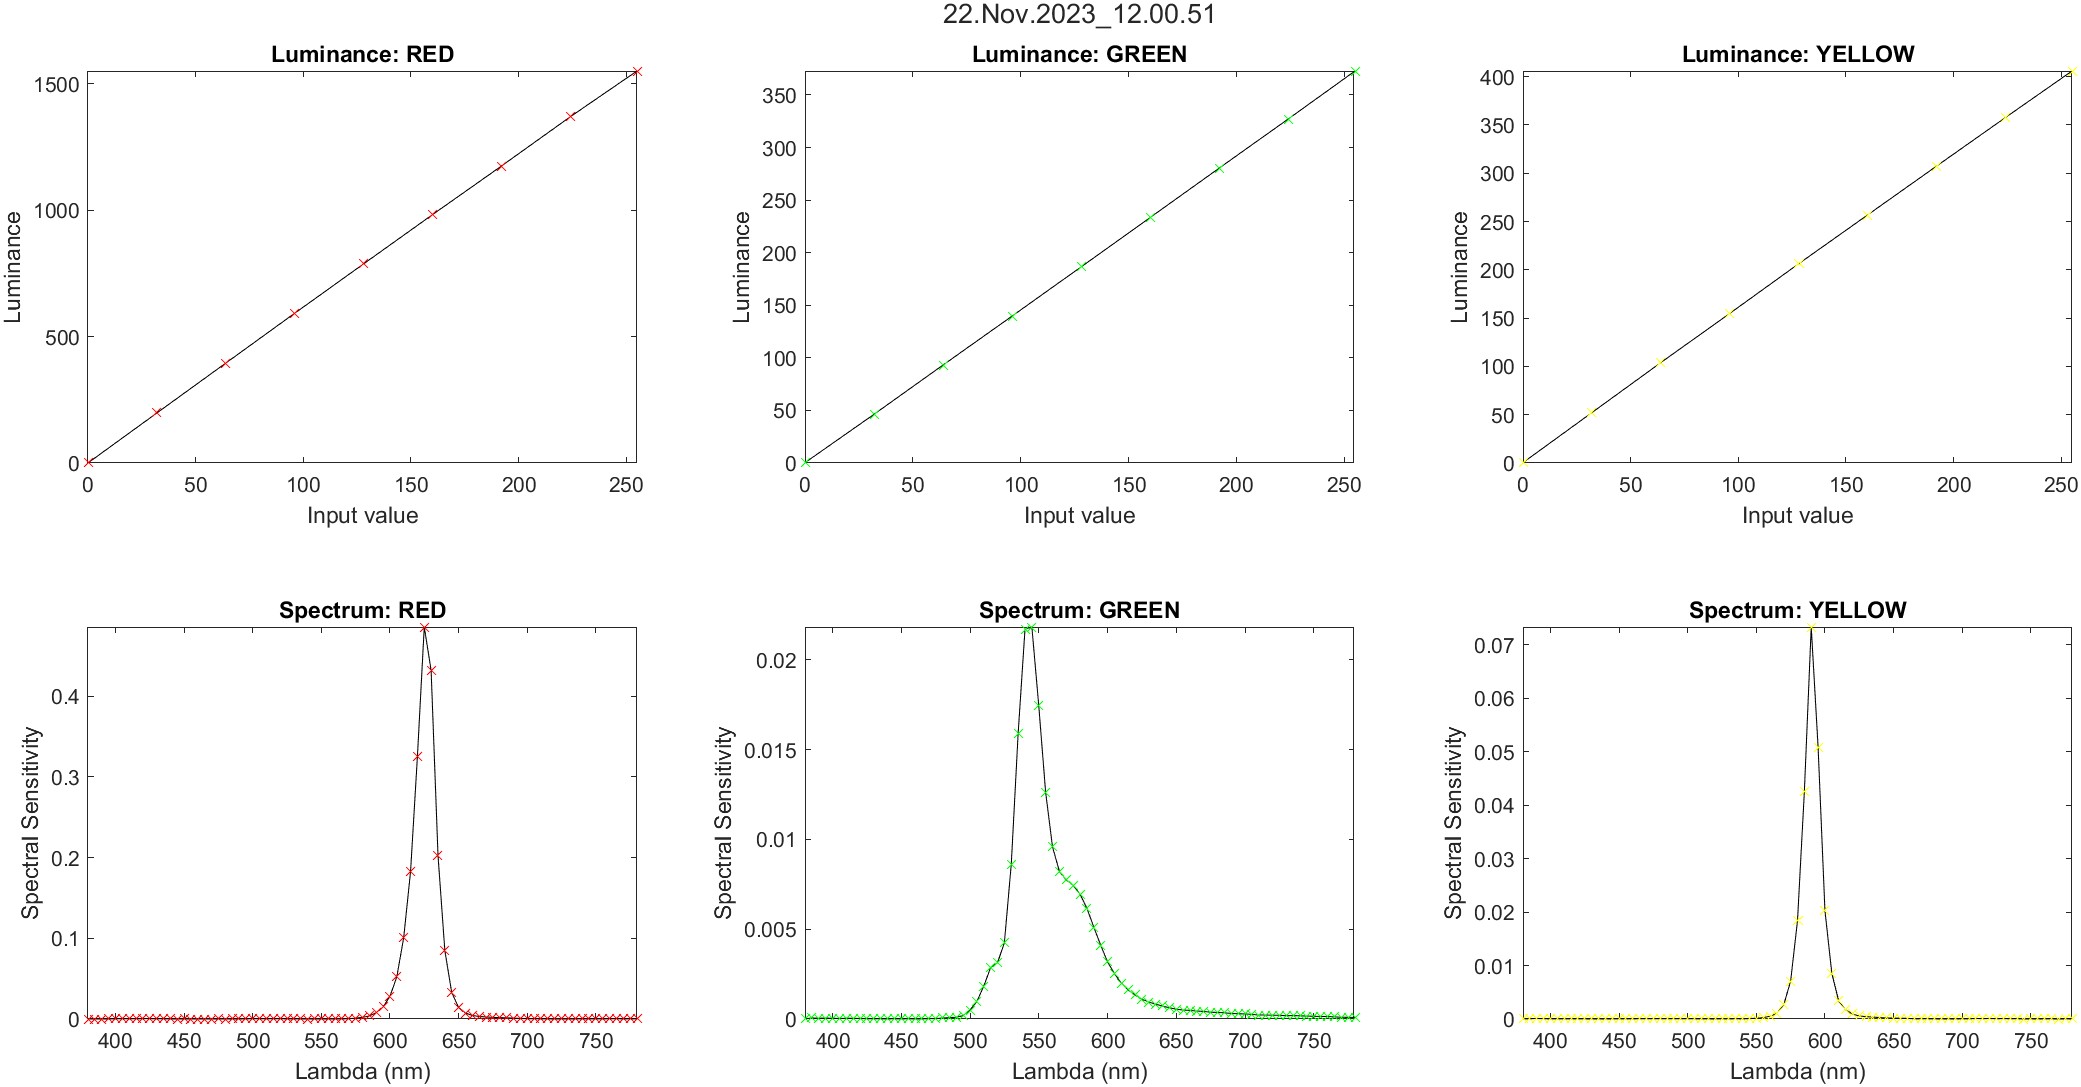 22.Nov.2023_12.00.51
Luminance: RED
1500
1000
500
0
0 50 100 150 200 250
Luminance
Input value
Luminance: GREEN
350
300
250
200
150
100
50
0
0 50 100 150 200 250
Luminance
Input value
Luminance: YELLOW
400
350
300
250
200
150
100
50
0
0 50 100 150 200 250
Luminance
Input value
Spectrum: RED
0.4
0.3
0.2
0.1
0
400 450 500 550 600 650 700 750
Spectral Sensitivity
Lambda (nm)
Spectrum: GREEN
0.02
0.015
0.01
0.005
0
400 450 500 550 600 650 700 750
Spectral Sensitivity
Lambda (nm)
Spectrum: YELLOW
0.07
0.06
0.05
0.04
0.03
0.02
0.01
0
400 450 500 550 600 650 700 750
Spectral Sensitivity
Lambda (nm)